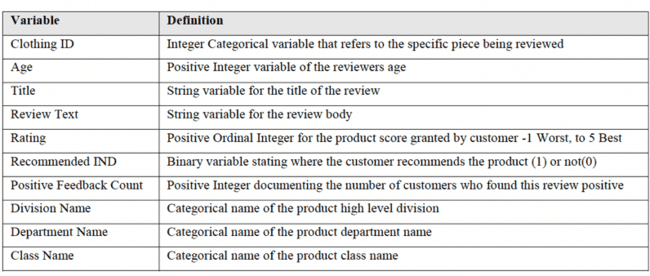 Variable Definition
Clothing ID Integer Categorical variable that refers to the specific piece being reviewed
Age Positive Integer variable of the reviewers age
Title String variable for the title of the review
Review Text String variable for the review body
Rating Positive Ordinal Integer for the product score granted by customer -1 Worst, to 5 Best
Recommended IND Binary variable stating where the customer recommends the product (1) or not(0)
Positive Feedback Count Positive Integer documenting the number of customers who found this review positive
Division Name Categorical name of the product high level division
Department Name Categorical name of the product department name
Class Name Categorical name of the product class name